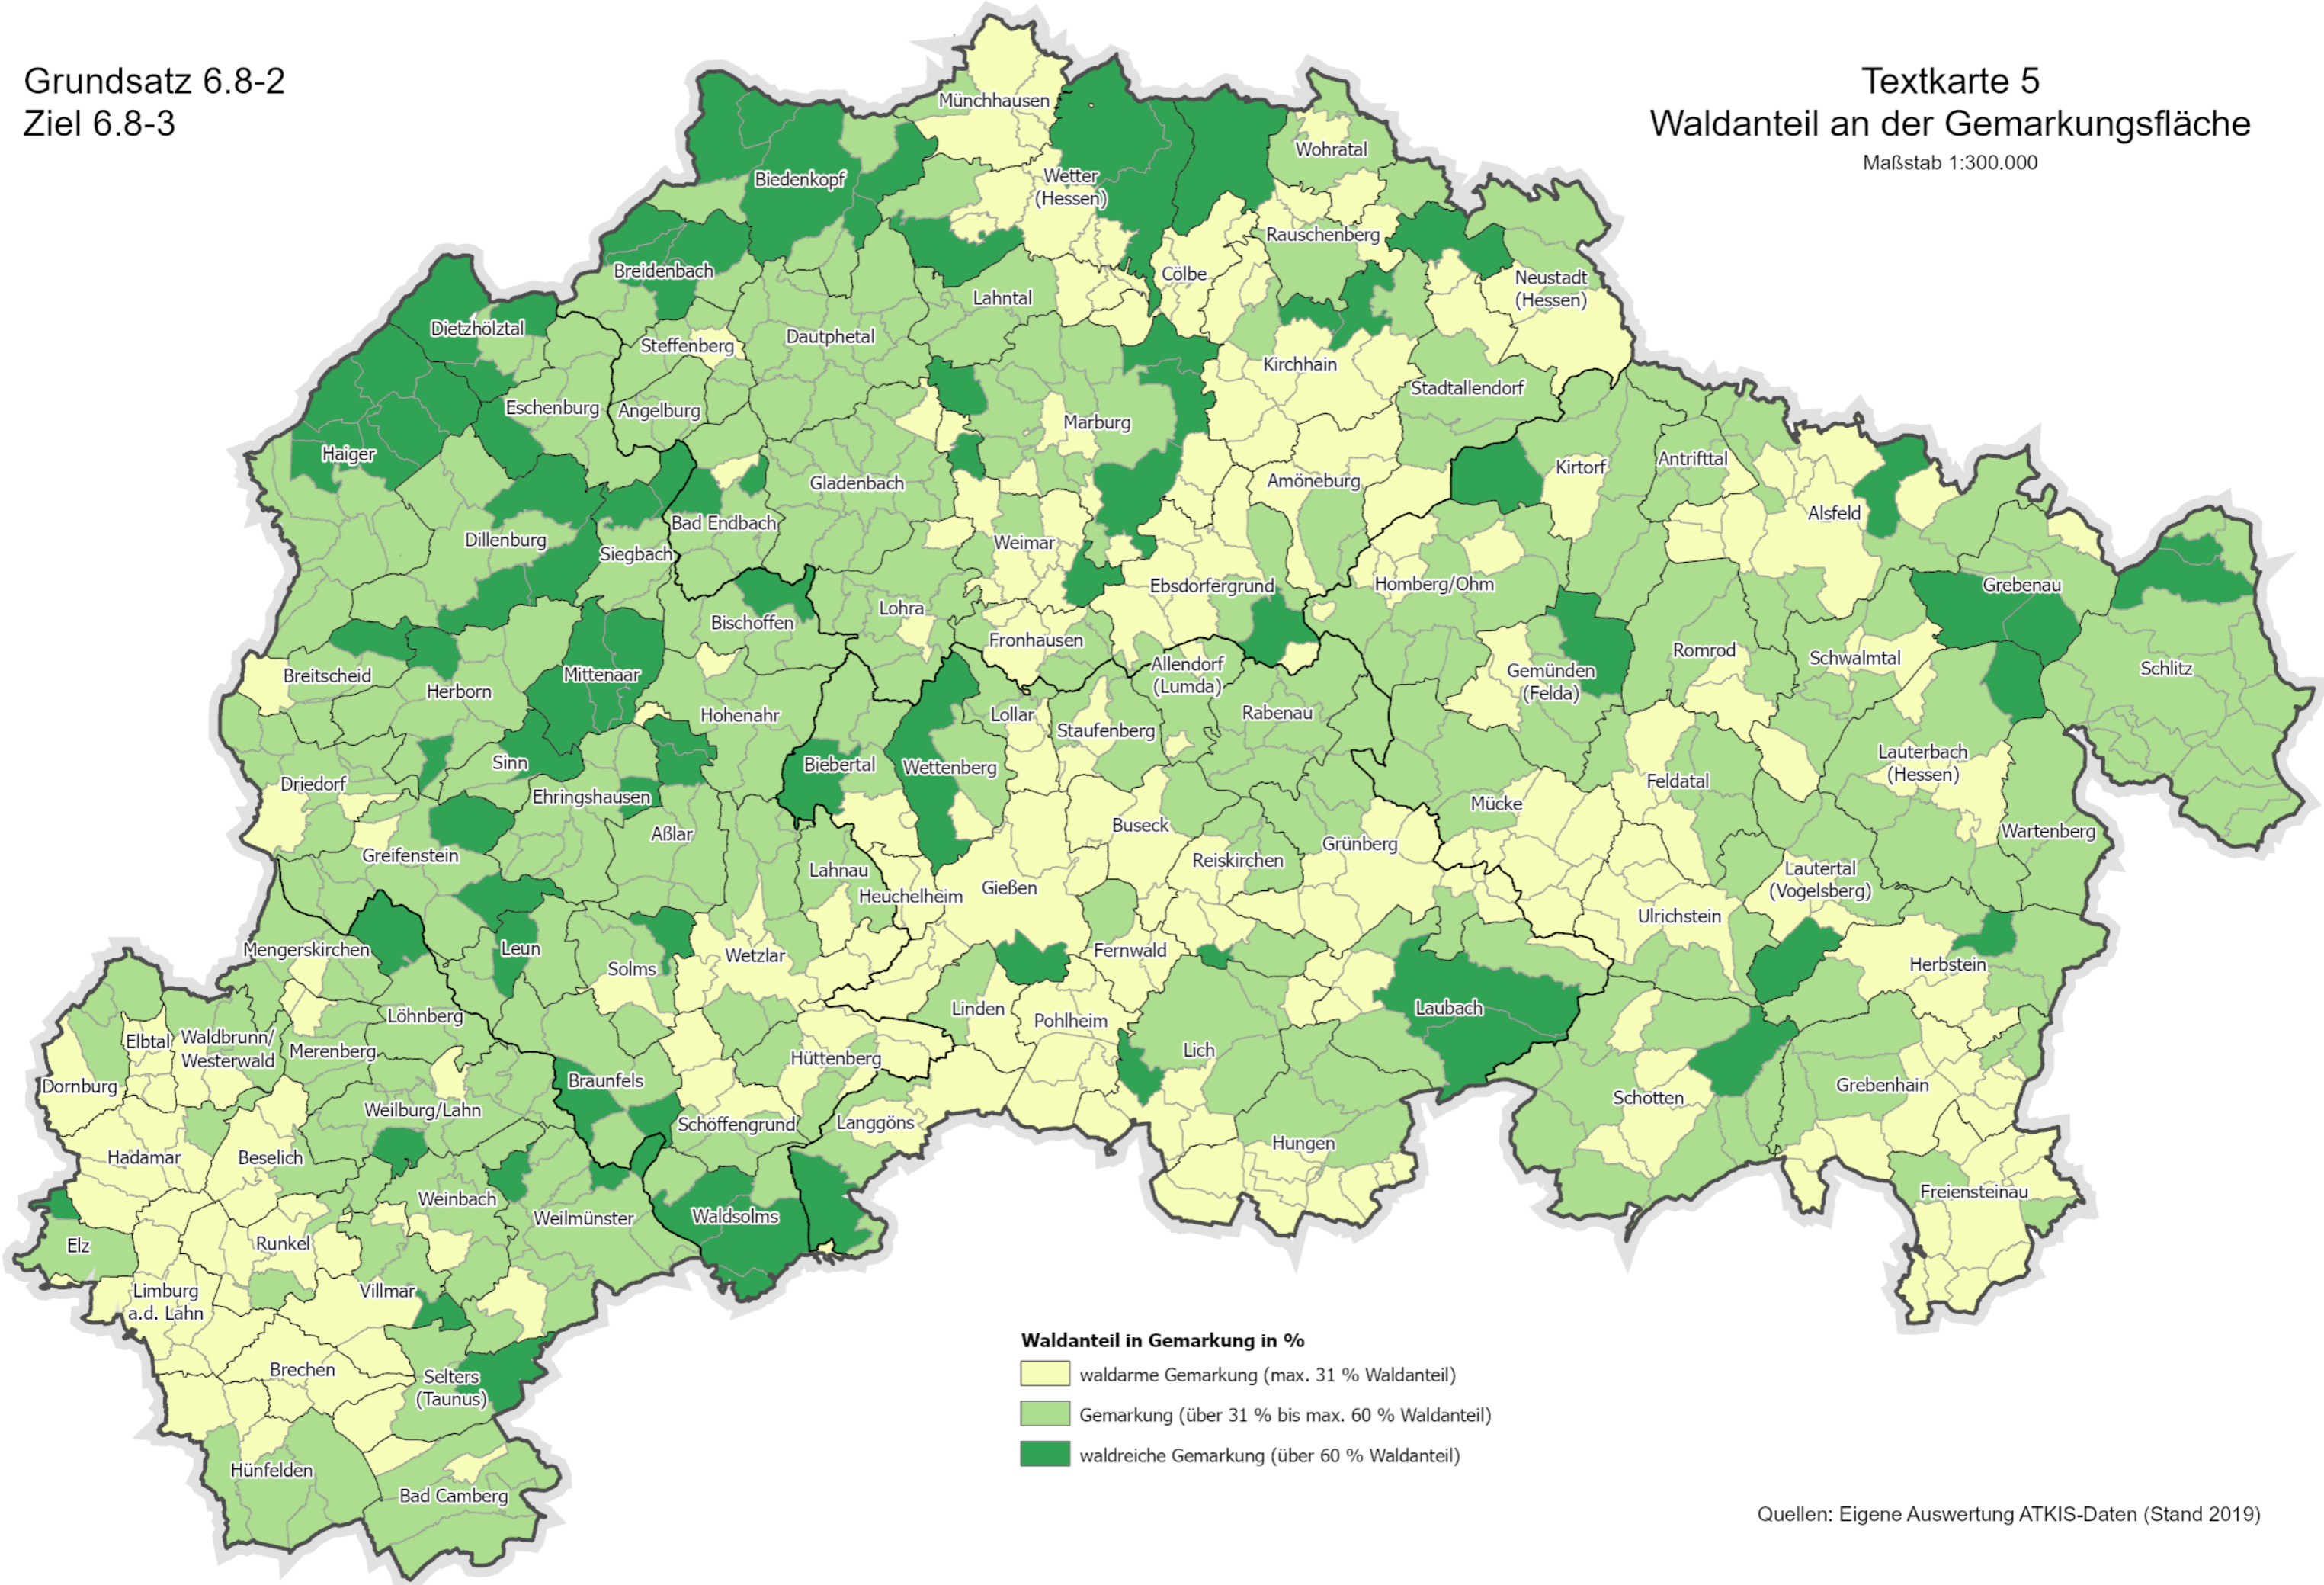 Grundsatz 6.8-2
Ziel 6.8-3
Textkarte 5
Waldanteil an der Gemarkungsfläche
Maßstab 1:300.000
Münchhausen
Wohratal
Biedenkopf
Wetter
(Hessen)
Rauschenberg
Breidenbach
Cölbe
Neustadt
(Hessen)
Lahntal
Dietzhölztal
Dautphetal
Steffenberg
Kirchhain
Stadtallendorf
Eschenburg
Angelburg
Marburg
Haiger
Antrifttal
Kirtorf
Gladenbach
Amöneburg
Alsfeld
Bad Endbach
Dillenburg
Weimar
Siegbach
Ebsdorfergrund
Homberg/Ohm
Grebenau
Lohra
Bischoffen
Fronhausen
Romrod
Schwalmtal
Schlitz
Allendorf
(Lumda)
Gemünden
(Felda)
Breitscheid
Mittenaar
Herborn
Hohenahr
Lollar
Rabenau
Staufenberg
Lauterbach
(Hessen)
Sinn
Biebertal
Wettenberg
Driedorf
Feldatal
Ehringshausen
Mücke
Aßlar
Buseck
Wartenberg
Grünberg
Greifenstein
Reiskirchen
Lahnau
Lautertal
(Vogelsberg)
Gießen
Heuchelheim
Ulrichstein
Mengerskirchen
Leun
Fernwald
Wetzlar
Solms
Herbstein
Laubach
Linden
Löhnberg
Pohlheim
Elbtal
Waldbrunn/
Westerwald
Merenberg
Lich
Hüttenberg
Braunfels
Dornburg
Grebenhain
Schotten
Weilburg/Lahn
Schöffengrund
Langgöns
Hungen
Hadamar
Beselich
Freiensteinau
Weinbach
Weilmünster
Waldsolms
Elz
Runkel
Limburg
a.d. Lahn
Villmar
Brechen
Selters
(Taunus)
Hünfelden
Bad Camberg
Waldanteil in Gemarkung in %
waldarme Gemarkung (max. 31 % Waldanteil)
Gemarkung (über 31 % bis max. 60 % Waldanteil)
waldreiche Gemarkung (über 60 % Waldanteil)
Quellen: Eigene Auswertung ATKIS-Daten (Stand 2019)